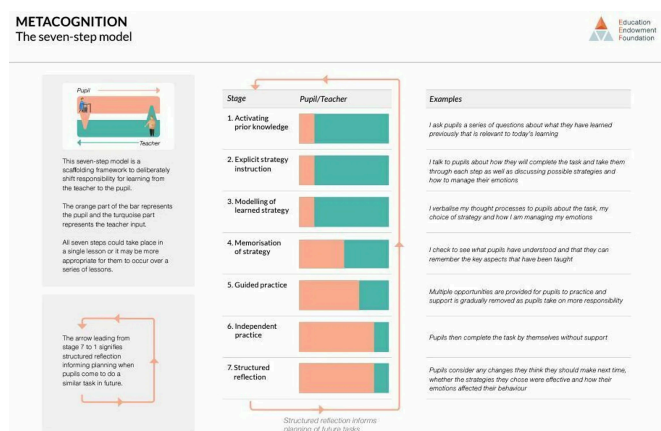 METACOGNITION
The seven-step model
Education
Endowment
Foundation
Pupil
Teacher
This seven-step model is a
scaffolding framework to deliberately
shift responsibility for learning from
the teacher to the pupil.
The orange part of the bar represents
the pupil and the turquoise part
represents the teacher input.
All seven steps could take place in
a single lesson or it may be more
appropriate for them to occur over a
series of lessons.
The arrow leading from
stage 7 to 1 signifies
structured reflection
informing planning when
pupils come to do a
similar task in future.
Stage Pupil/Teacher Examples
1. Activating
prior knowledge
I ask pupils a series of questions about what they have learned
previously that is relevant to today's learning
2. Explicit strategy
instruction
I talk to pupils about how they will complete the task and take them
through each step as well as discussing possible strategies and
how to manage their emotions
3. Modelling of
learned strategy
I verbalise my thought processes to pupils about the task, my
choice of strategy and how I am managing my emotions
4. Memorisation
of strategy
I check to see what pupils have understood and that they can
remember the key aspects that have been taught
5. Guided practice
Multiple opportunities are provided for pupils to practice and
support is gradually removed as pupils take on more responsibility
6. Independent
practice
Pupils then complete the task by themselves without support
7. Structured
reflection
Pupils consider any changes they think they should make next time,
whether the strategies they chose were effective and how their
emotions affected their behaviour
Structured reflection informs
planning of future tasks